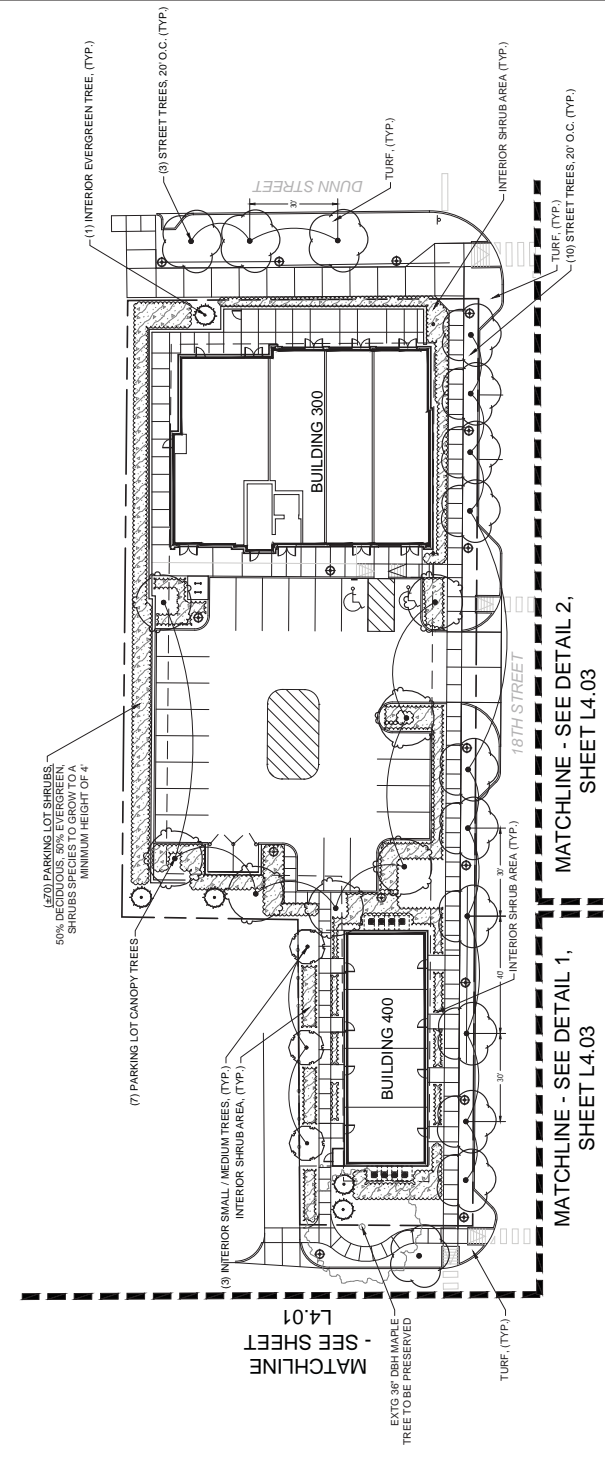 (1) INTERIOR EVERGREEN TREE, (TYP.)
(3) STREET TREES, 20' O.C. (TYP.)
TURF, (TYP.)
INTERIOR SHRUB AREA (TYP.)
DUNN STREET
30'
TURF, (TYP.)
(10) STREET TREES, 20' O.C. (TYP.)
BUILDING 300
(±70) PARKING LOT SHRUBS,
50% DECIDUOUS, 50% EVERGREEN,
SHRUBS SPECIES TO GROW TO A
MINIMUM HEIGHT OF 4'
(7) PARKING LOT CANOPY TREES
18TH STREET
MATCHLINE - SEE DETAIL 2,
SHEET L4.03
(3) INTERIOR SMALL / MEDIUM TREES, (TYP.)
INTERIOR SHRUB AREA, (TYP.)
BUILDING 400
30'
40'
30'
INTERIOR SHRUB AREA (TYP.)
MATCHLINE - SEE DETAIL 1,
SHEET L4.03
MATCHLINE
- SEE SHEET
L4.01
EXTG 36" DBH MAPLE
TREE TO BE PRESERVED
TURF, (TYP.)